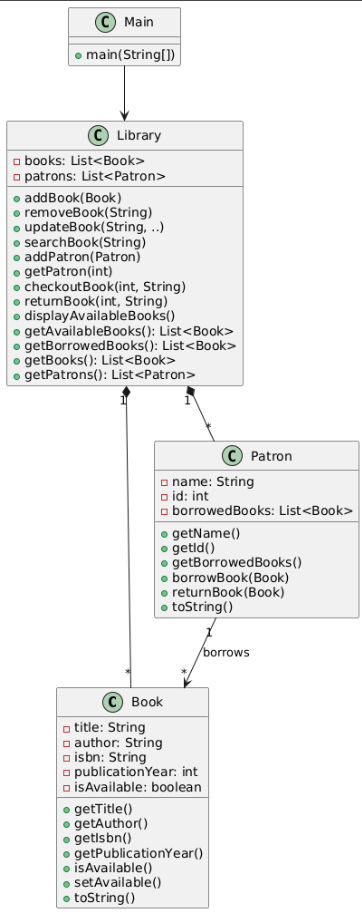 C Main
main(String[])
C Library
books: List<Book>
patrons: List<Patron>
addBook(Book)
removeBook(String)
updateBook(String, ..)
searchBook(String)
addPatron(Patron)
getPatron(int)
checkoutBook(int, String)
returnBook(int, String)
displayAvailableBooks()
getAvailableBooks(): List<Book>
getBorrowedBooks(): List<Book>
getBooks(): List<Book>
getPatrons(): List<Patron>
1 1
*
C Patron
name: String
id: int
borrowedBooks: List<Book>
getName()
getId()
getBorrowedBooks()
borrowBook(Book)
returnBook(Book)
toString()
1
borrows
* *
C Book
title: String
author: String
isbn: String
publicationYear: int
isAvailable: boolean
getTitle()
getAuthor()
getIsbn()
getPublicationYear()
isAvailable()
setAvailable()
toString()